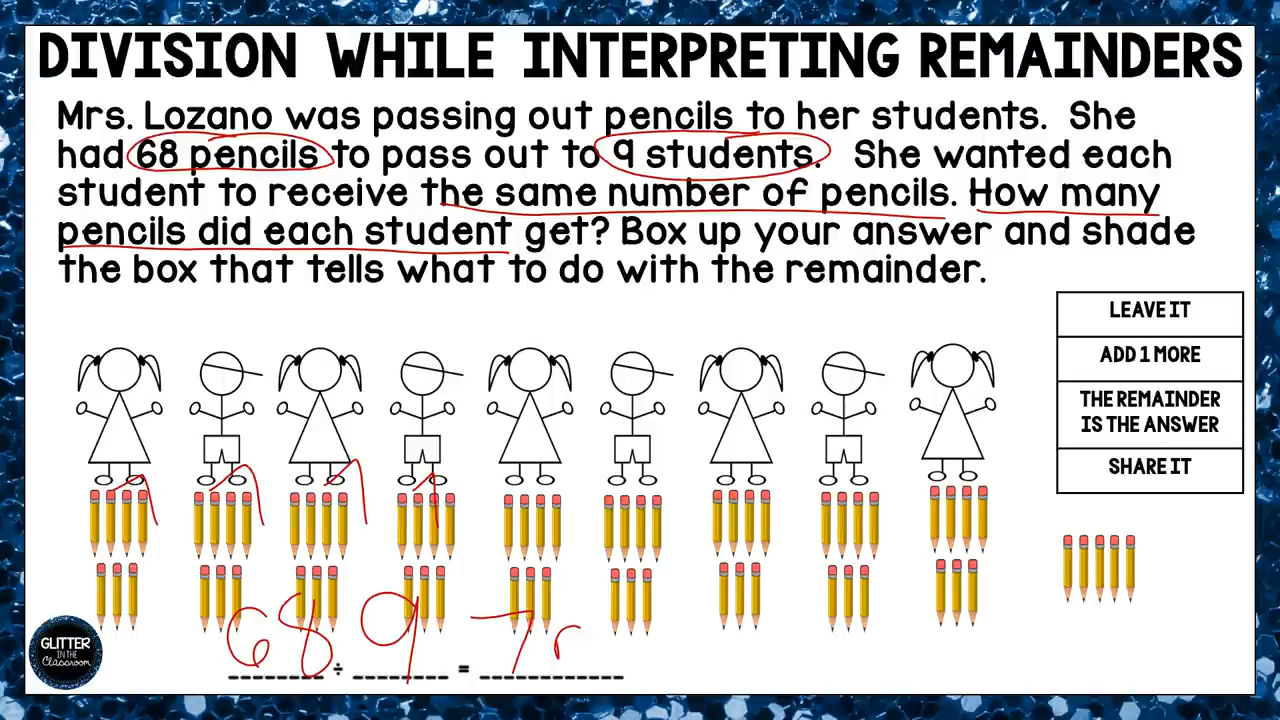 DIVISION WHILE INTERPRETING REMAINDERS
Mrs. Lozano was passing out pencils to her students. She
had 68 pencils to pass out to 9 students. She wanted each
student to receive the same number of pencils. How many
pencils did each student get? Box up your answer and shade
the box that tells what to do with the remainder.
LEAVE IT
ADD 1 MORE
THE REMAINDER
IS THE ANSWER
SHARE IT
7 7 7 1
68 ÷ 9 = 7 r
GLITTER
IN THE
Classroom